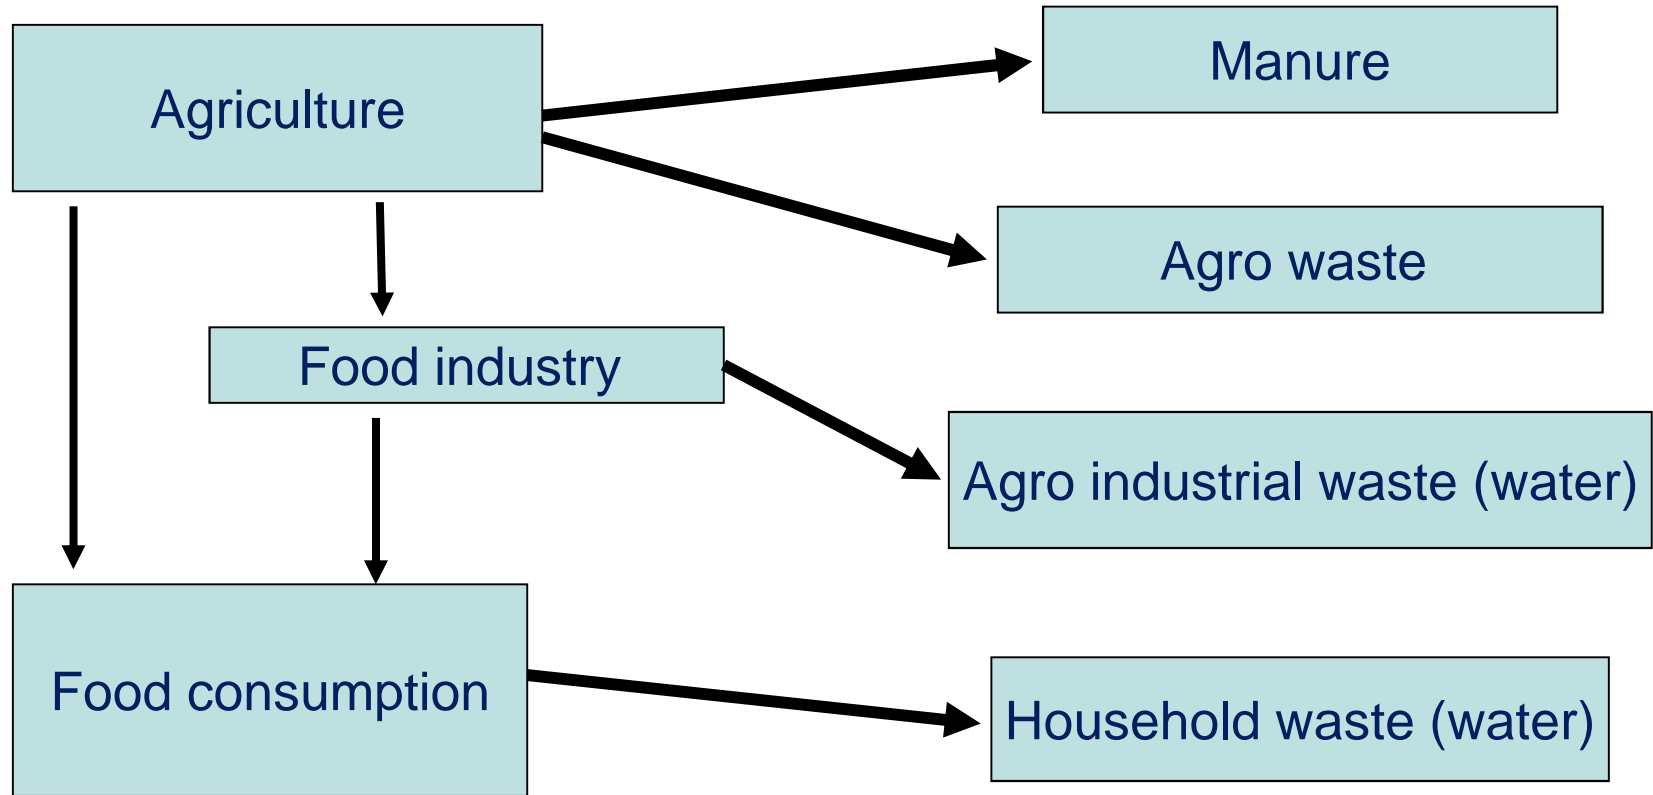 Agriculture
Manure
Agro waste
Food industry
Agro industrial waste (water)
Food consumption
Household waste (water)